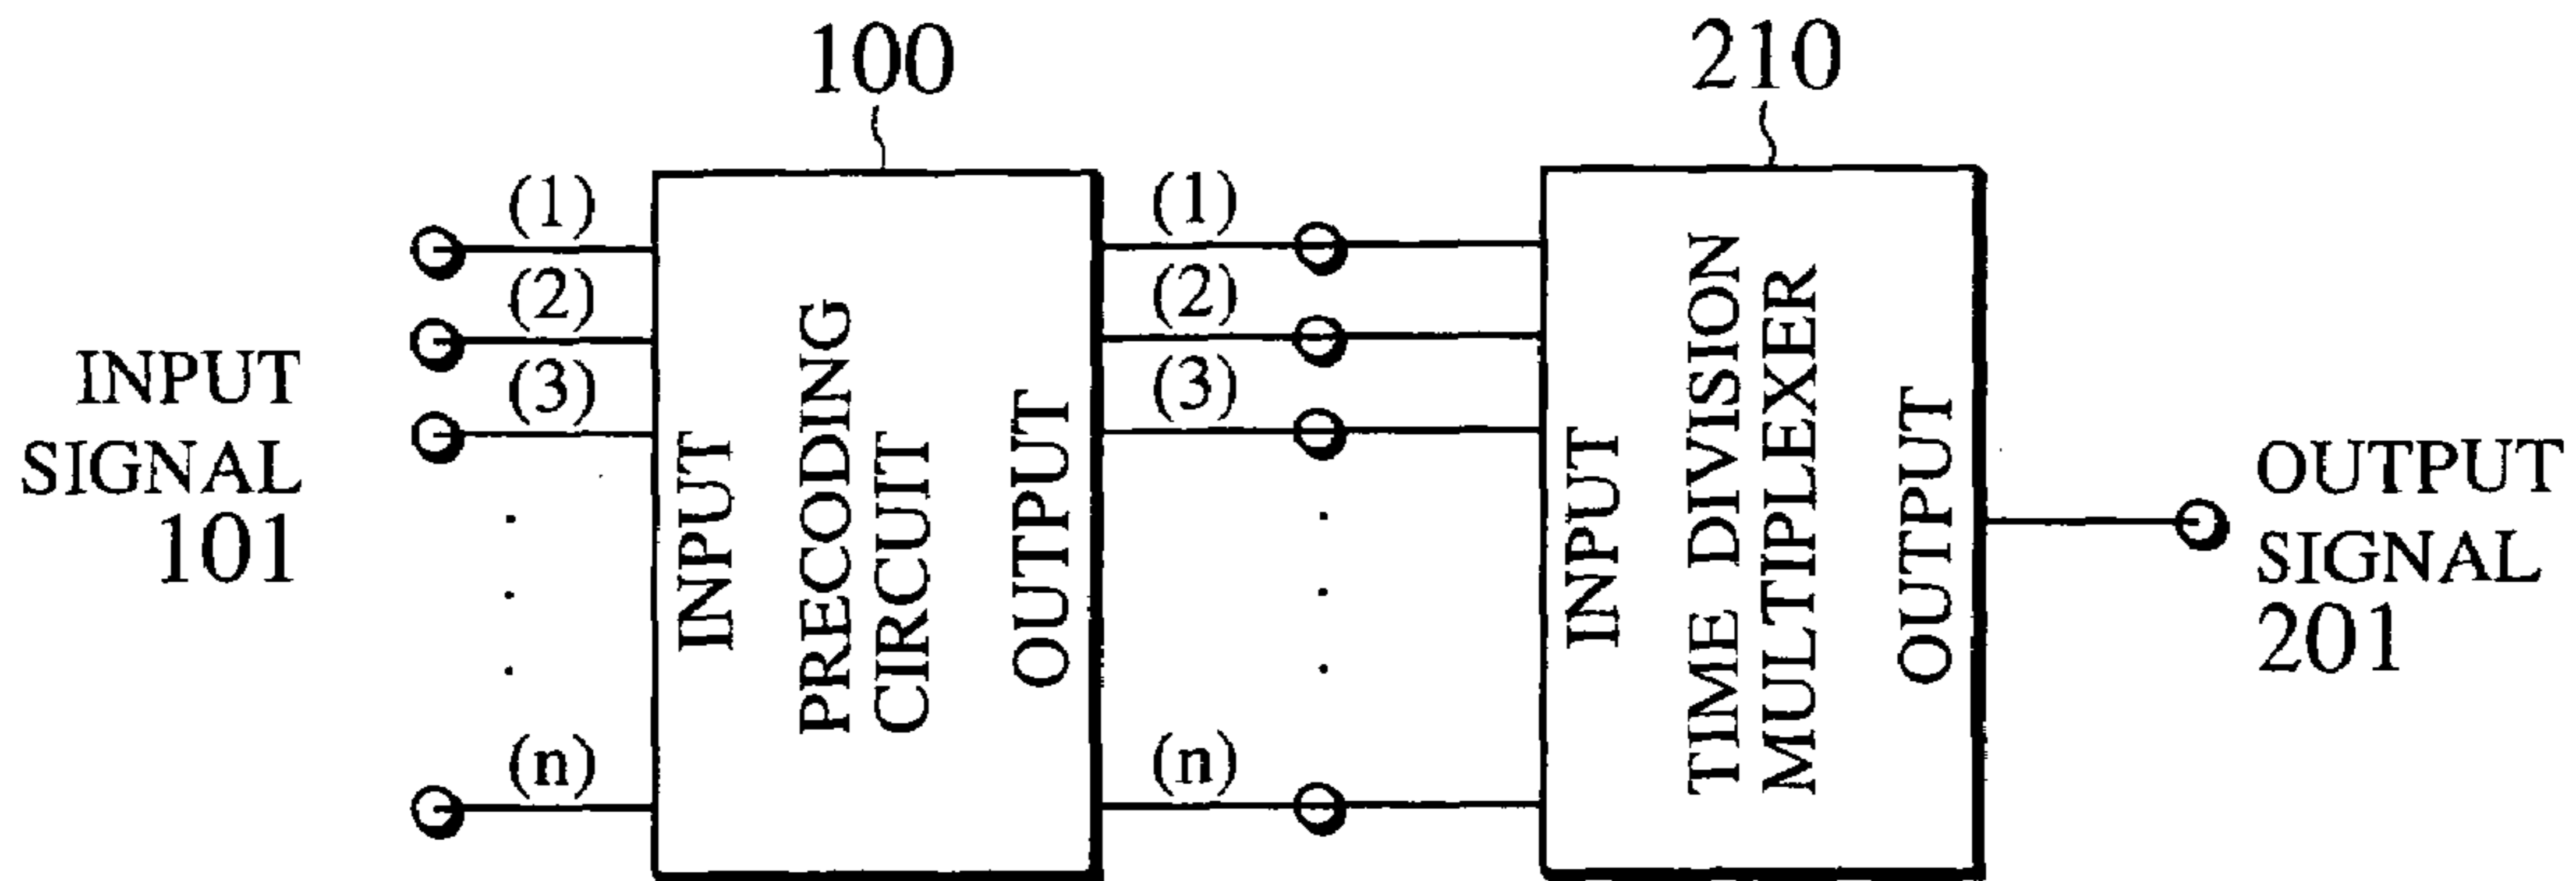 100
210
(1)
(2)
(3)
(n)
INPUT
SIGNAL
101
INPUT
PRECODING
CIRCUIT
OUTPUT
(1)
(2)
(3)
(n)
INPUT
TIME DIVISION
MULTIPLEXER
OUTPUT
OUTPUT
SIGNAL
201